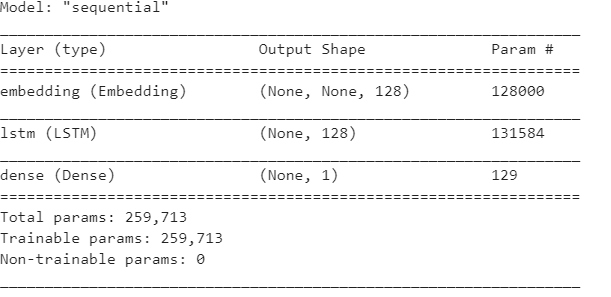 Model: "sequential"
_________________________________________________________________
Layer (type)                 Output Shape              Param #
=================================================================
embedding (Embedding)        (None, None, 128)         128000
_________________________________________________________________
lstm (LSTM)                  (None, 128)               131584
_________________________________________________________________
dense (Dense)                (None, 1)                 129
=================================================================
Total params: 259,713
Trainable params: 259,713
Non-trainable params: 0
_________________________________________________________________